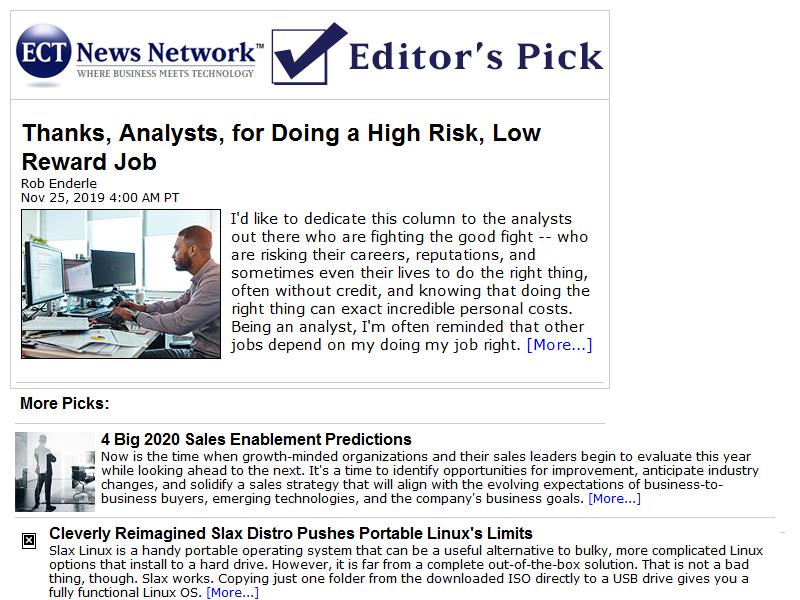 ECT News Network™
WHERE BUSINESS MEETS TECHNOLOGY
Editor's Pick
Thanks, Analysts, for Doing a High Risk, Low
Reward Job
Rob Enderle
Nov 25, 2019 4:00 AM PT
I'd like to dedicate this column to the analysts
out there who are fighting the good fight -- who
are risking their careers, reputations, and
sometimes even their lives to do the right thing,
often without credit, and knowing that doing the
right thing can exact incredible personal costs.
Being an analyst, I'm often reminded that other
jobs depend on my doing my job right. [More...]
More Picks:
4 Big 2020 Sales Enablement Predictions
Now is the time when growth-minded organizations and their sales leaders begin to evaluate this year
while looking ahead to the next. It's a time to identify opportunities for improvement, anticipate industry
changes, and solidify a sales strategy that will align with the evolving expectations of business-to-
business buyers, emerging technologies, and the company's business goals. [More...]
Cleverly Reimagined Slax Distro Pushes Portable Linux's Limits
Slax Linux is a handy portable operating system that can be a useful alternative to bulky, more complicated Linux
options that install to a hard drive. However, it is far from a complete out-of-the-box solution. That is not a bad
thing, though. Slax works. Copying just one folder from the downloaded ISO directly to a USB drive gives you a
fully functional Linux OS. [More...]